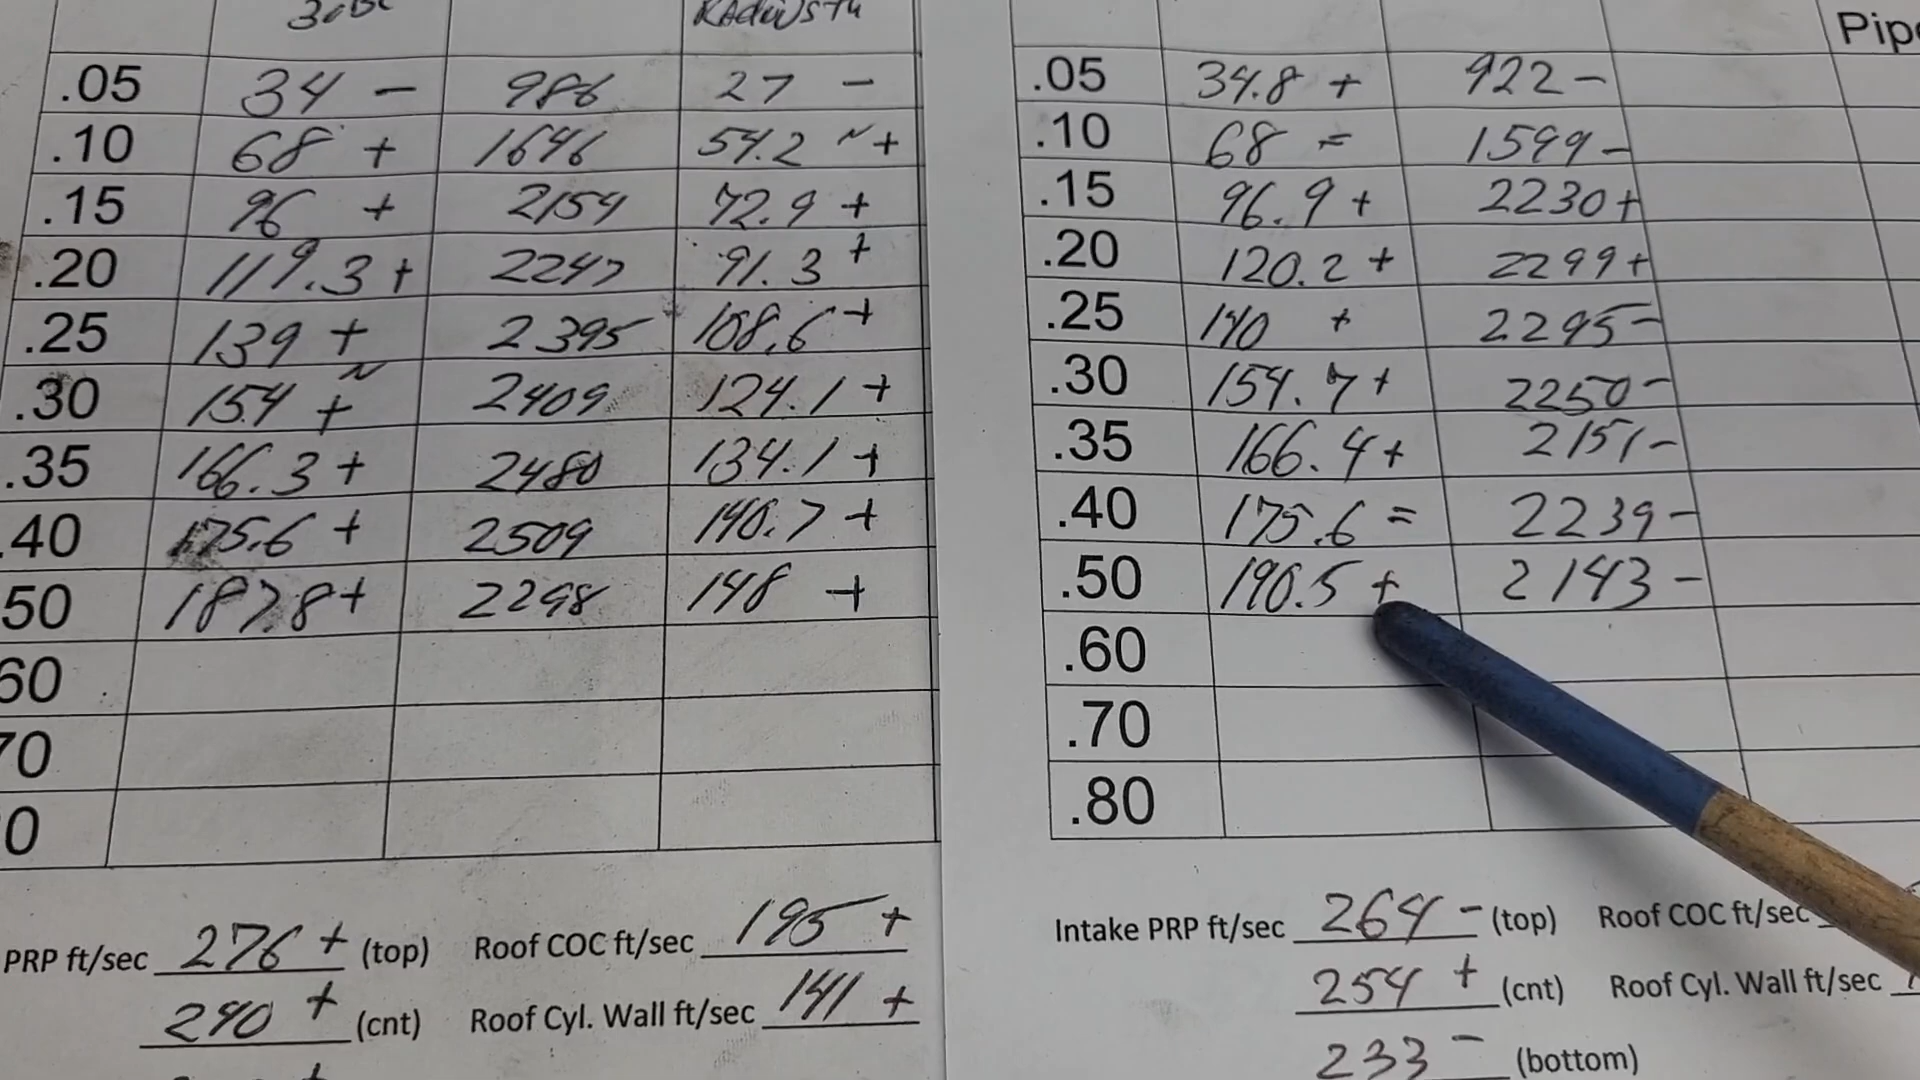 .05 34 - 986 27 -
.10 68 + 1646 54.2 ~+
.15 96 + 2154 72.9 +
.20 119.3 + 2247 91.3 +
.25 139 + 2395 108.6 +
.30 154 ~+ 2409 124.1 +
.35 166.3 + 2480 134.1 +
.40 175.6 + 2509 140.7 +
50 187.8 + 2298 148 +
60
70
0
PRP ft/sec 276 + (top) Roof COC ft/sec 195 +
240 + (cnt) Roof Cyl. Wall ft/sec 141 +
Pip
.05 34.8 + 922 -
.10 68 = 1599 -
.15 96.9 + 2230 +
.20 120.2 + 2299 +
.25 140 + 2295 -
.30 154.7 + 2250 -
.35 166.4 + 2151 -
.40 175.6 = 2239 -
.50 190.5 + 2143 -
.60
.70
.80
Intake PRP ft/sec 264 - (top) Roof COC ft/sec
254 + (cnt) Roof Cyl. Wall ft/sec
233 - (bottom)